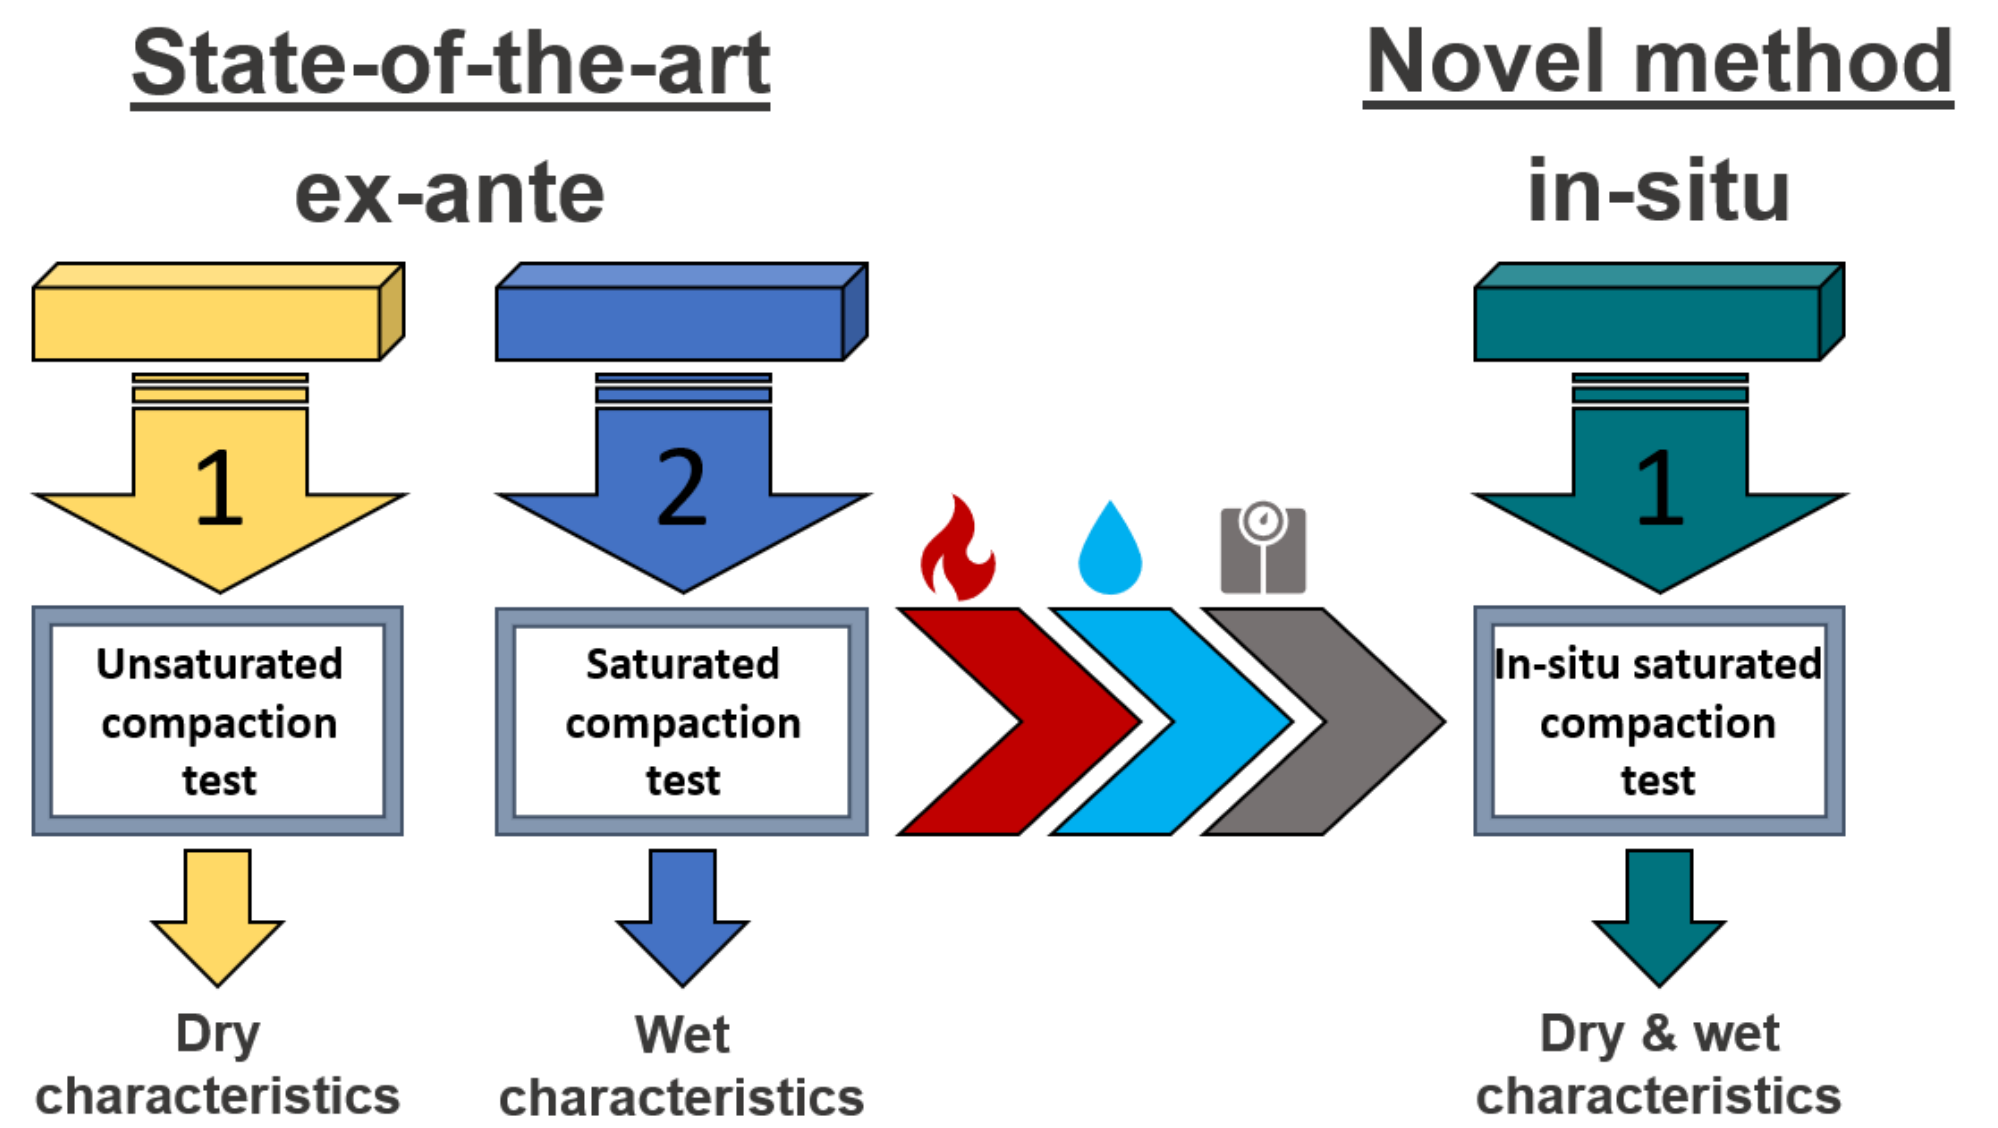 State-of-the-art
ex-ante
1
Unsaturated
compaction
test
Dry
characteristics
2
Saturated
compaction
test
Wet
characteristics
Novel method
in-situ
1
In-situ saturated
compaction
test
Dry & wet
characteristics